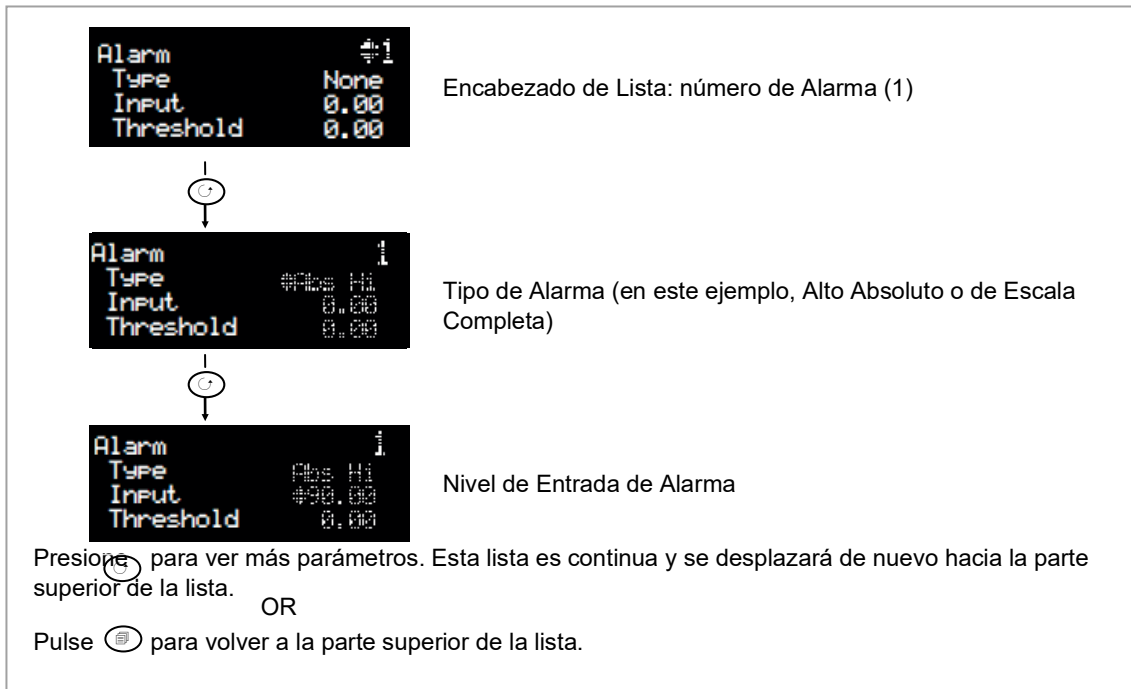 Alarm 1
Type None
Input 0.00
Threshold 0.00
Encabezado de Lista: número de Alarma (1)
Alarm 1
Type Abs Hi
Input 0.00
Threshold 0.00
Tipo de Alarma (en este ejemplo, Alto Absoluto o de Escala
Completa)
Alarm 1
Type Abs Hi
Input 90.00
Threshold 0.00
Nivel de Entrada de Alarma
Presione para ver más parámetros. Esta lista es continua y se desplazará de nuevo hacia la parte
superior de la lista.
OR
Pulse para volver a la parte superior de la lista.